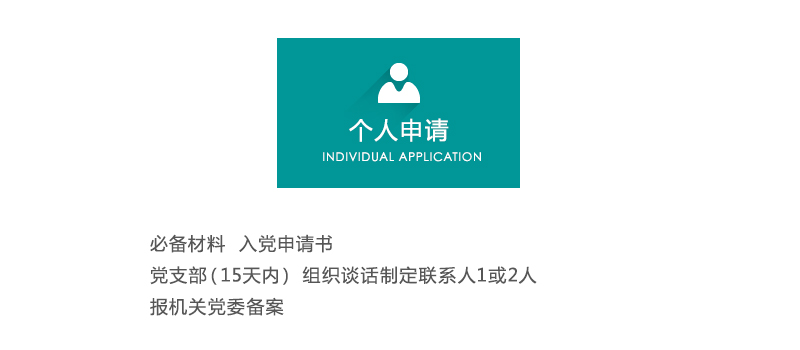 个人申请
INDIVIDUAL APPLICATION
必备材料 入党申请书
党支部(15天内) 组织谈话制定联系人1或2人
报机关党委备案